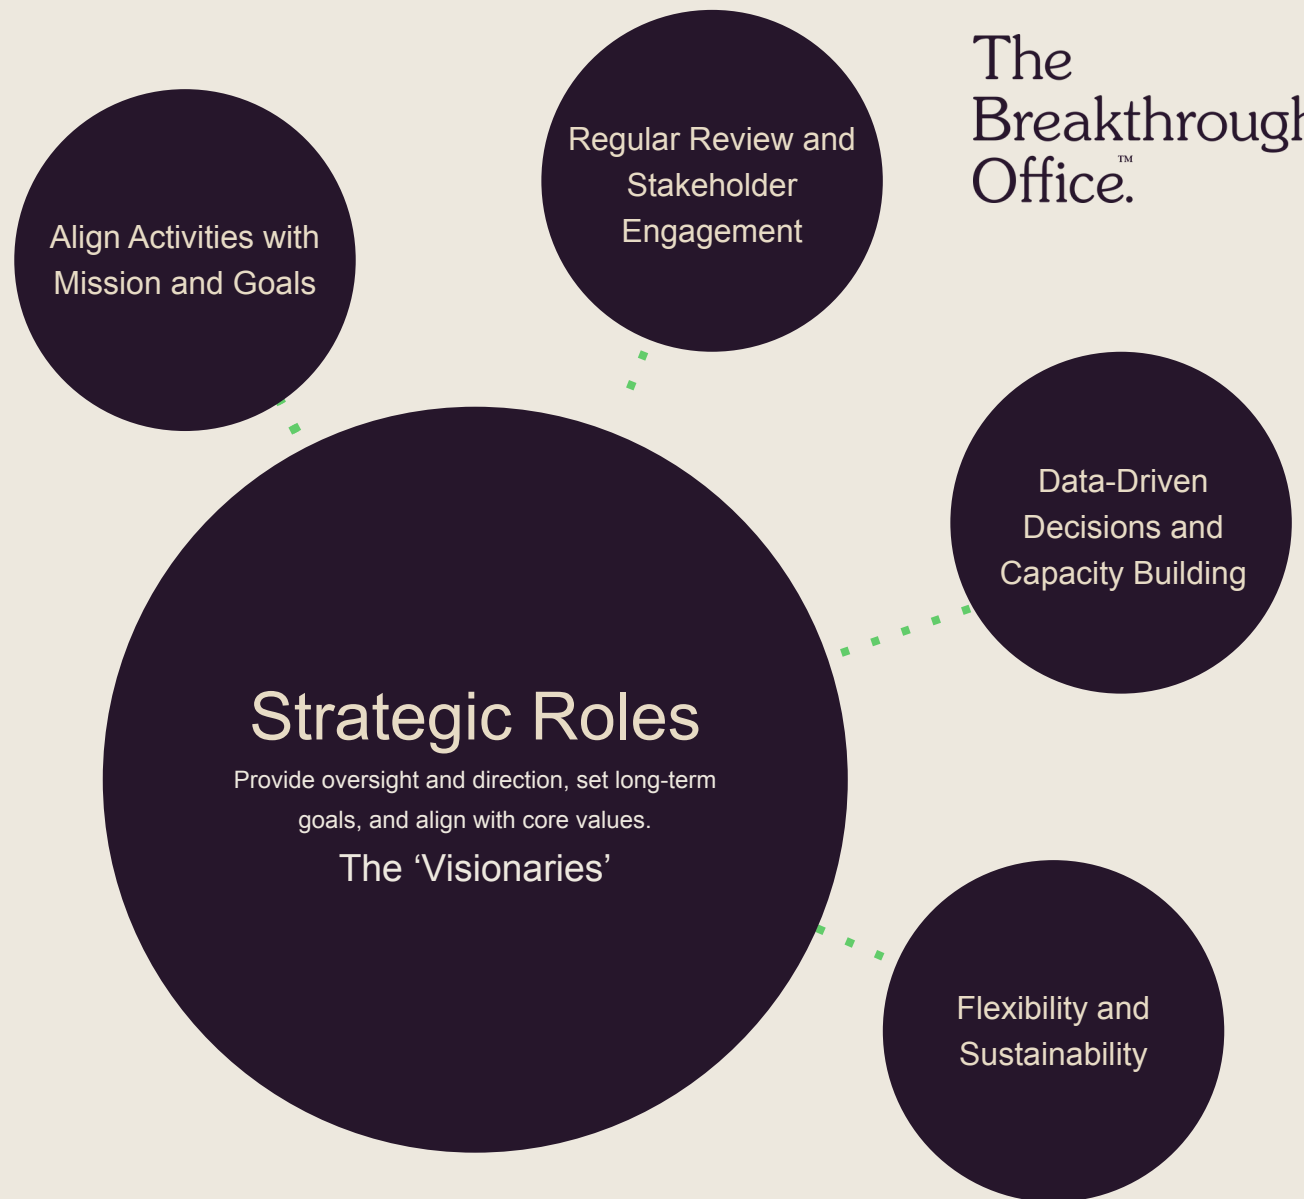 The
Breakthrough
Office.™
Regular Review and
Stakeholder
Engagement
Align Activities with
Mission and Goals
Data-Driven
Decisions and
Capacity Building
Strategic Roles
Provide oversight and direction, set long-term
goals, and align with core values.
The ‘Visionaries’
Flexibility and
Sustainability